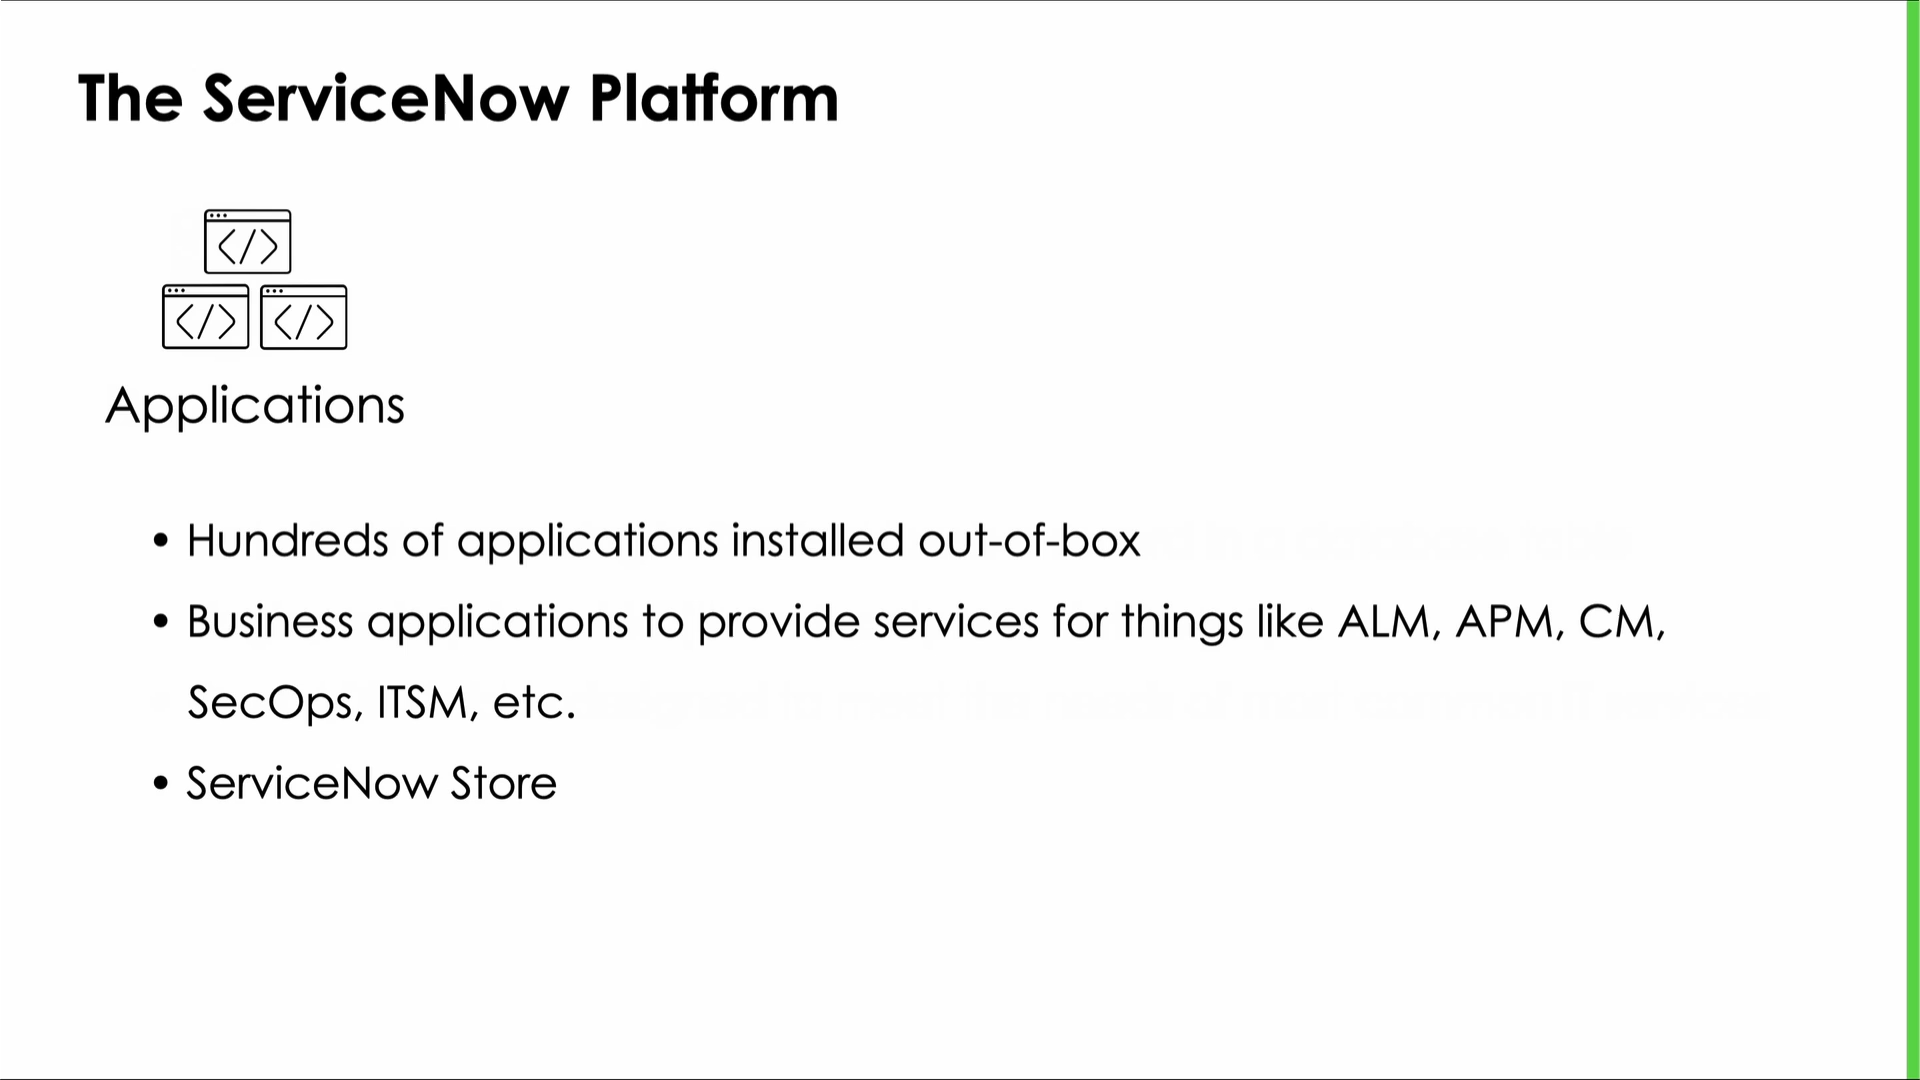 The ServiceNow Platform
</>
</> </>
Applications
• Hundreds of applications installed out-of-box
• Business applications to provide services for things like ALM, APM, CM,
SecOps, ITSM, etc.
• ServiceNow Store